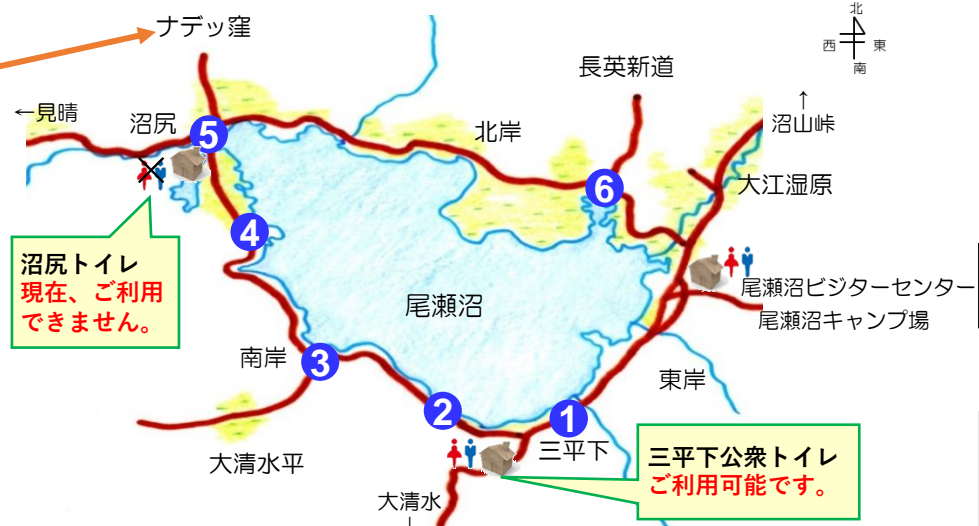 ナデッ窪
北
西
東
南
長英新道
←見晴
沼尻
↑
沼山峠
5
北岸
6
大江湿原
4
沼尻トイレ
現在、ご利用
できません。
尾瀬沼
尾瀬沼ビジターセンター
尾瀬沼キャンプ場
南岸
3
東岸
2
1
大清水平
三平下
三平下公衆トイレ
ご利用可能です。
大清水